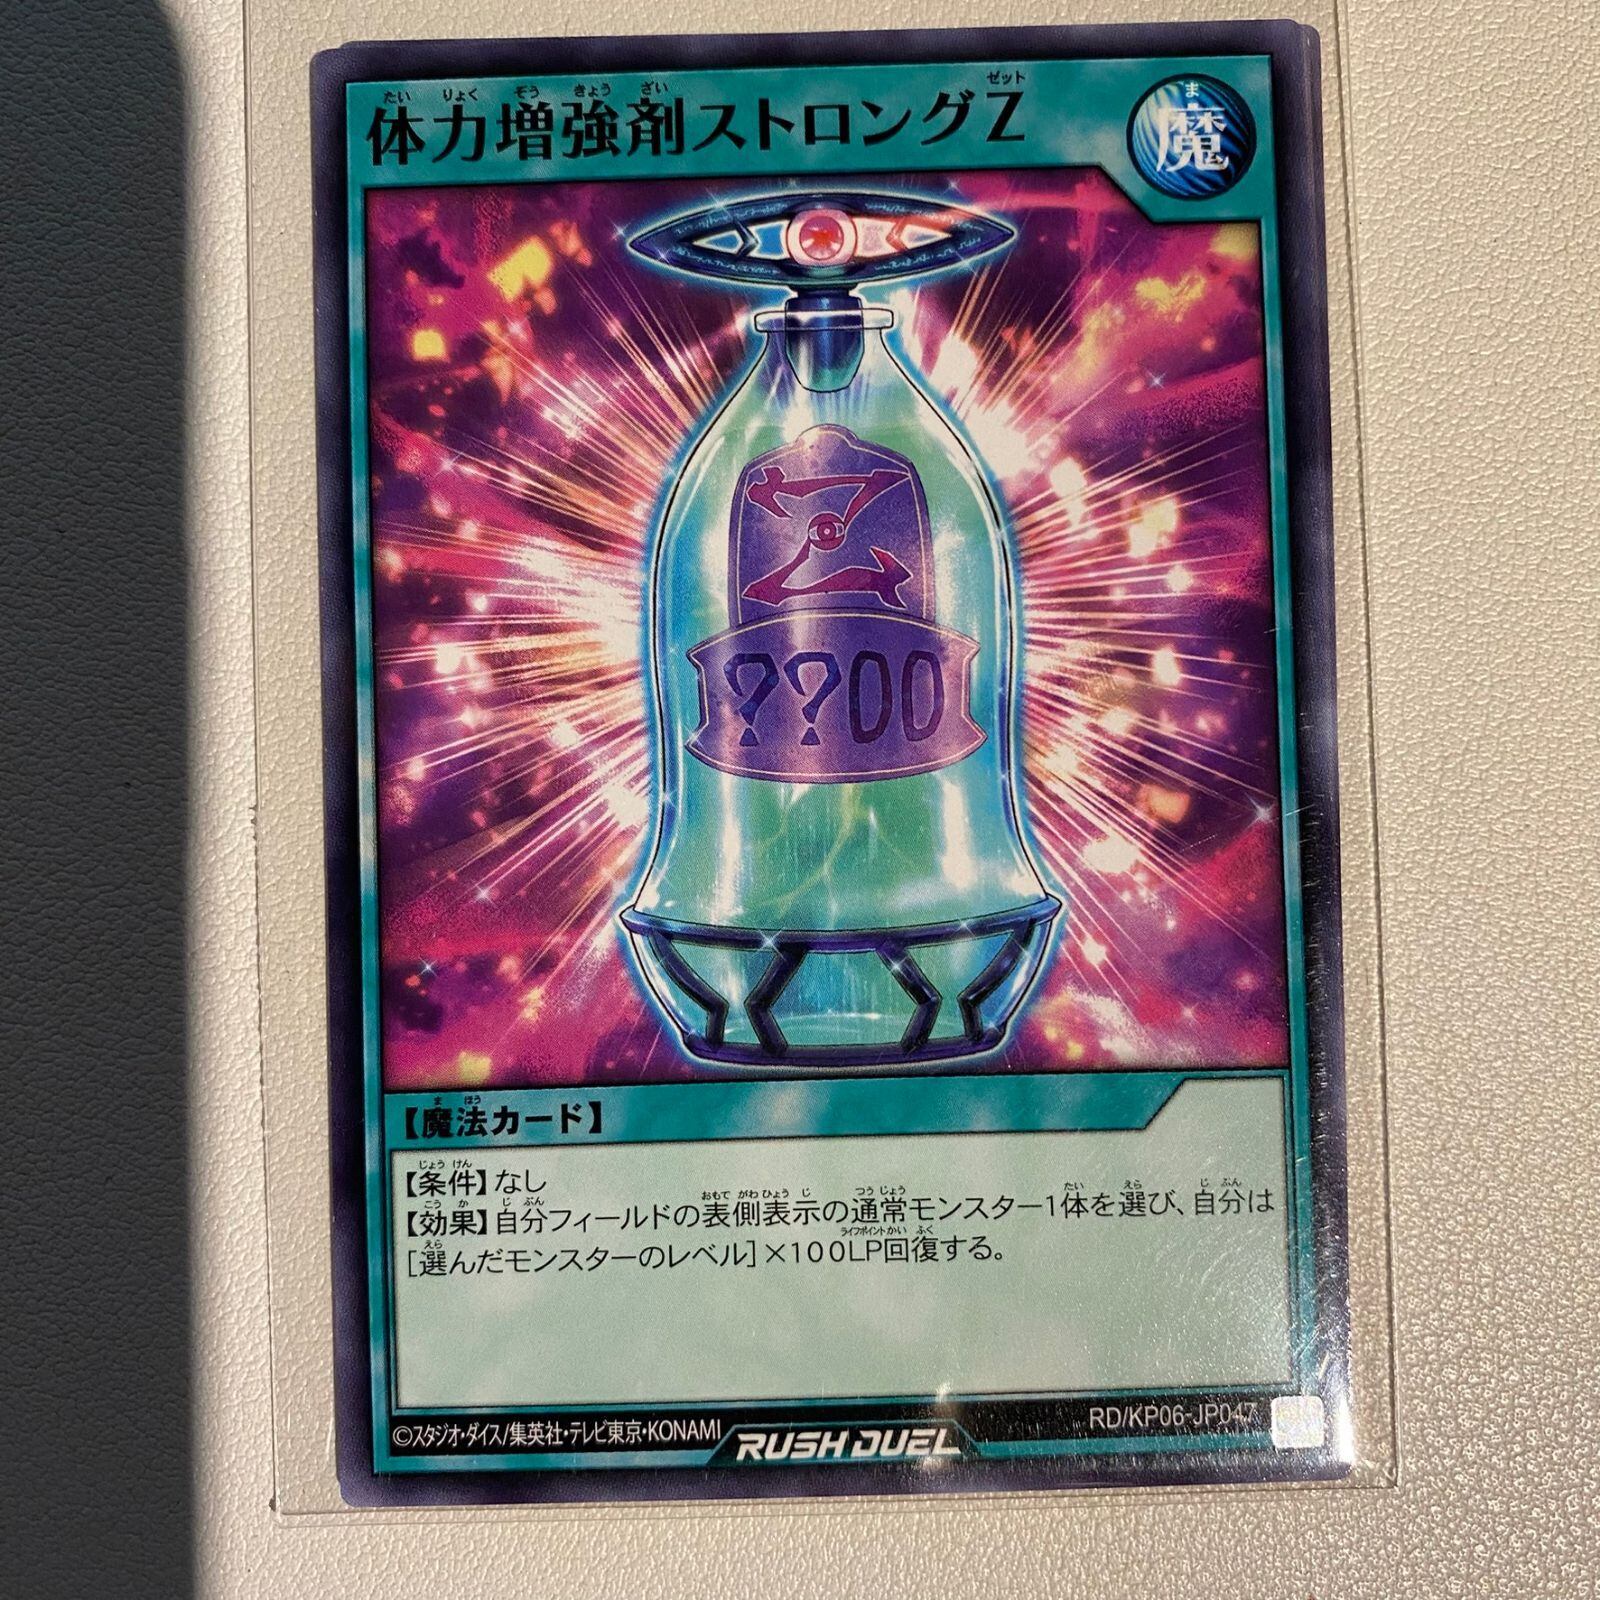 体力増強剤ストロングZ
魔
Z
??00
【魔法カード】
【条件】なし
【効果】自分フィールドの表側表示の通常モンスター1体を選び、自分は
[選んだモンスターのレベル]×100LP回復する。
©スタジオ・ダイス/集英社・テレビ東京・KONAMI
RUSH DUEL
RD/KP06-JP047